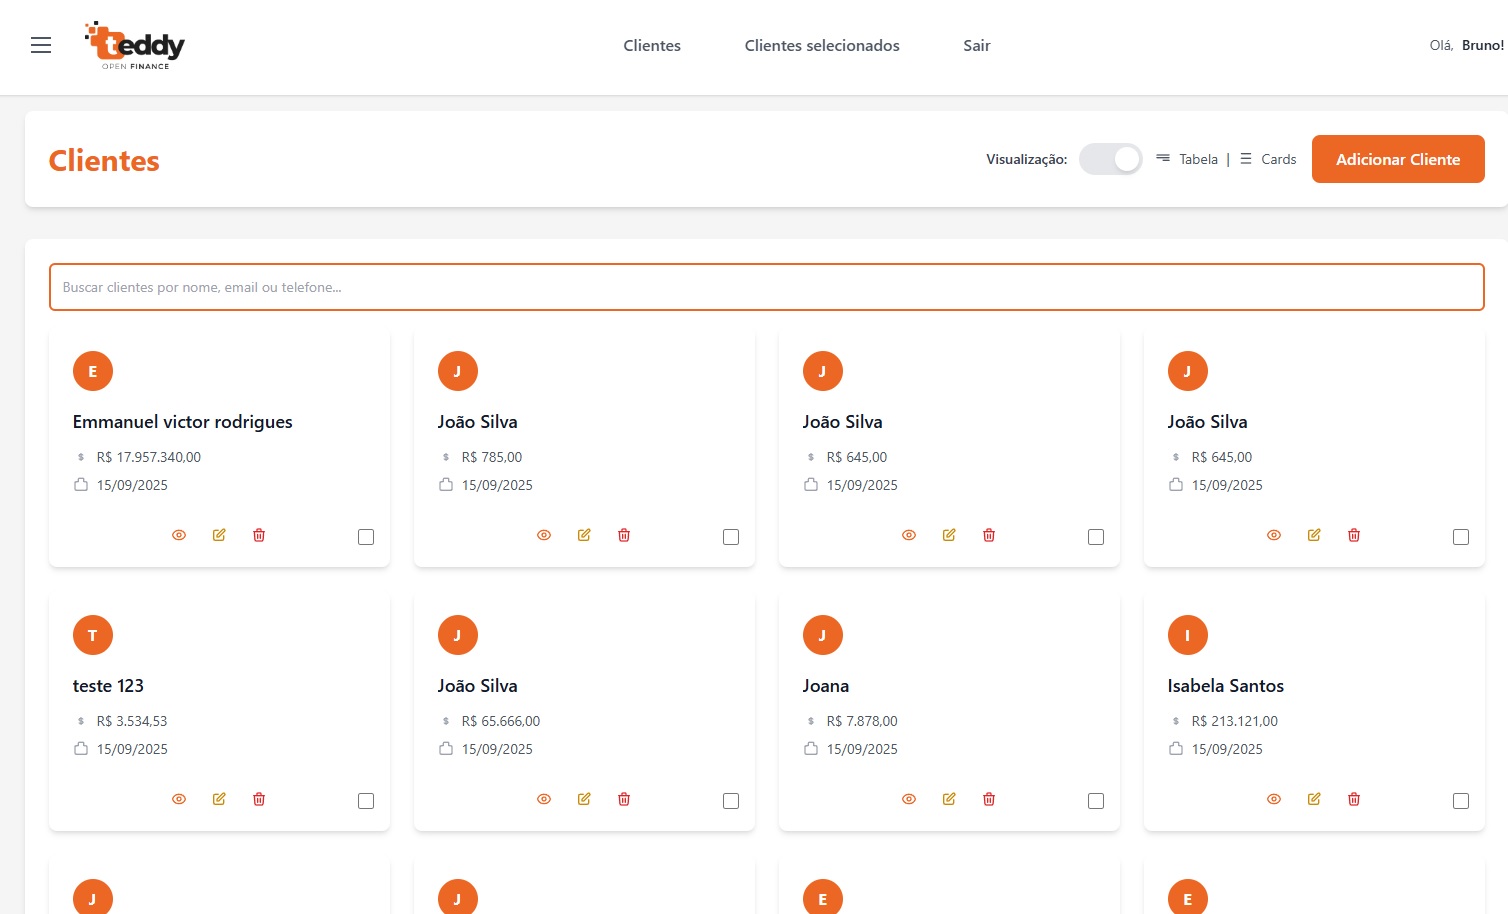 teddy
OPEN FINANCE
Clientes
Clientes selecionados
Sair
Olá, Bruno!
Clientes
Visualização:
Tabela | Cards
Adicionar Cliente
Buscar clientes por nome, email ou telefone...
E
J
J
J
Emmanuel victor rodrigues
João Silva
João Silva
João Silva
$ R$ 17.957.340,00
$ R$ 785,00
$ R$ 645,00
$ R$ 645,00
15/09/2025
15/09/2025
15/09/2025
15/09/2025
T
J
J
I
teste 123
João Silva
Joana
Isabela Santos
$ R$ 3.534,53
$ R$ 65.666,00
$ R$ 7.878,00
$ R$ 213.121,00
15/09/2025
15/09/2025
15/09/2025
15/09/2025
J
J
E
E